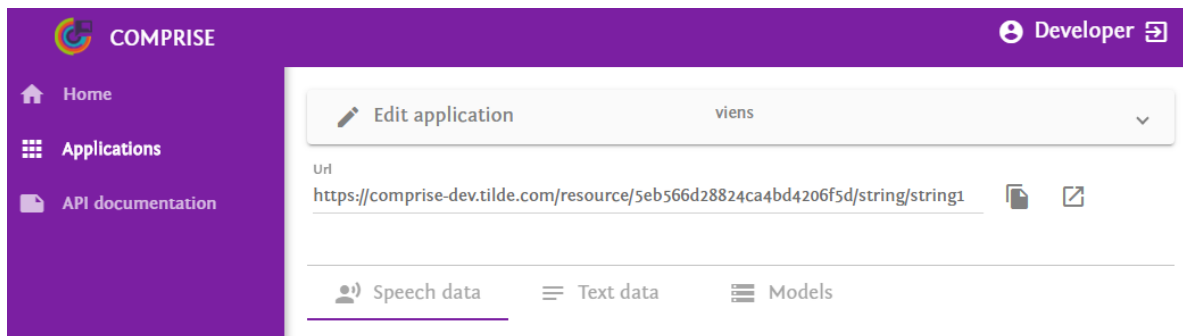 COMPRISE
Developer
Home
Applications
API documentation
Edit application viens
Url
https://comprise-dev.tilde.com/resource/5eb566d28824ca4bd4206f5d/string/string1
Speech data Text data Models